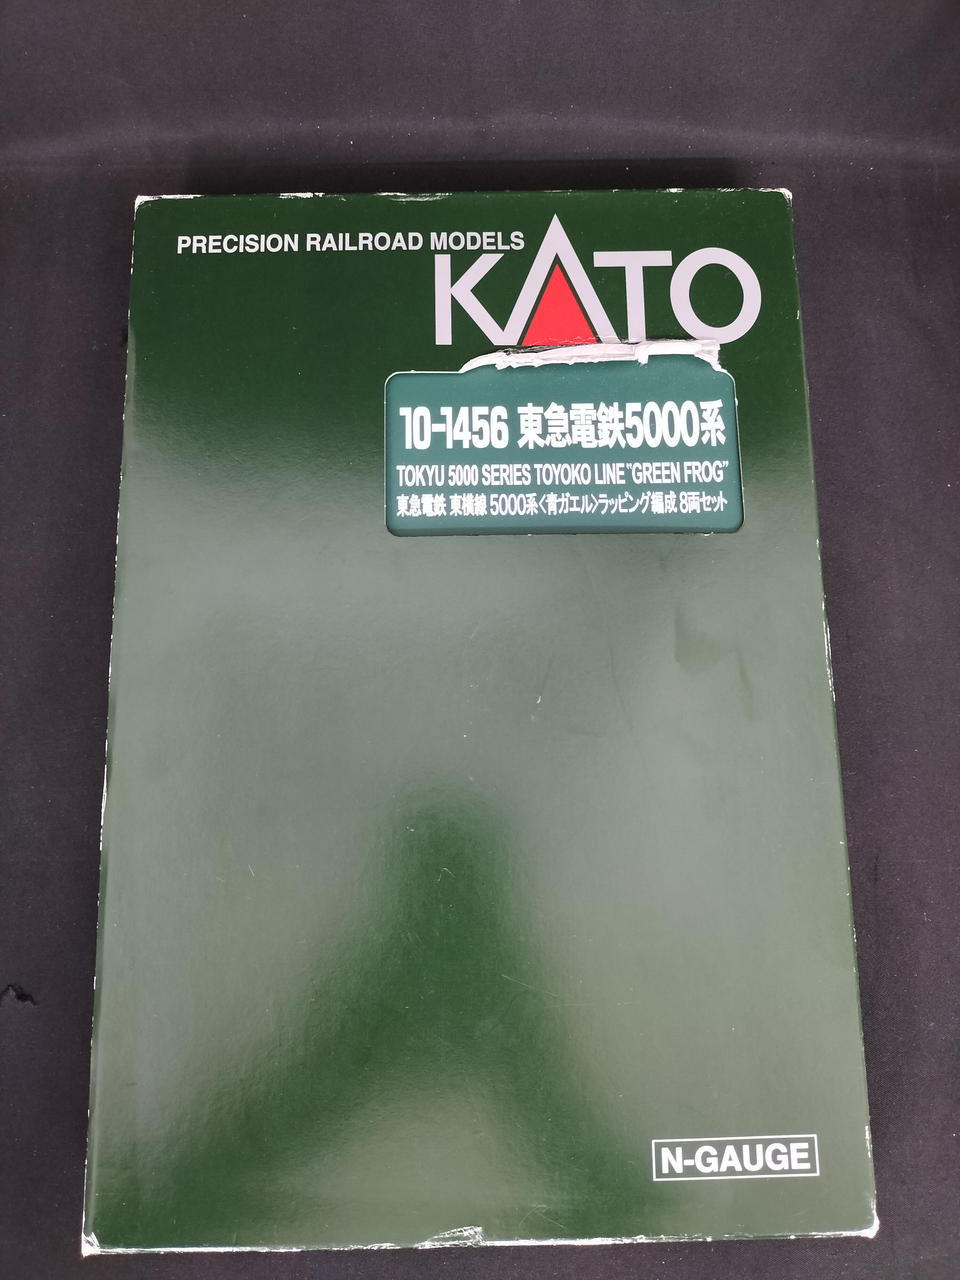 PRECISION RAILROAD MODELS
KATO
10-1456 東急電鉄5000系
TOKYU 5000 SERIES TOYOKO LINE "GREEN FROG"
東急電鉄 東横線 5000系<青ガエル>ラッピング編成 8両セット
N-GAUGE